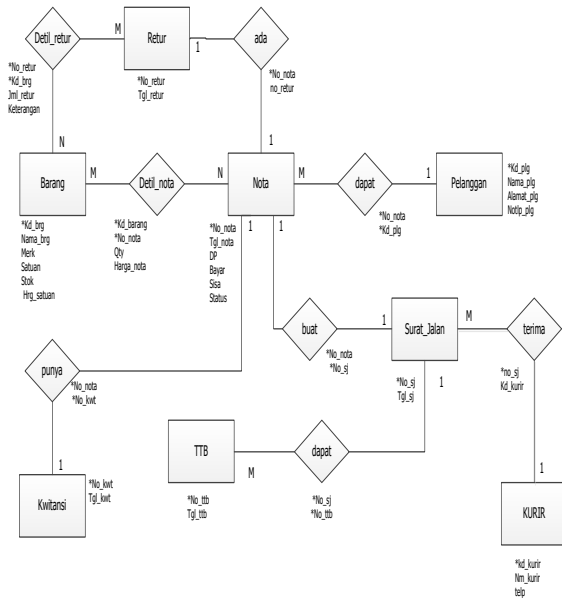 M
Detil_retur
Retur
ada
1
*No_retur
*Kd_brg
Jml_retur
Keterangan
*No_retur
Tgl_retur
*No_nota
no_retur
N
1
Barang
M
Detil_nota
N
Nota
M
dapat
1
Pelanggan
*Kd_brg
Nama_brg
Merk
Satuan
Stok
Hrg_satuan
*Kd_barang
*No_nota
Qty
Harga_nota
*No_nota
Tgl_nota
DP
Bayar
Sisa
Status
1
1
*No_nota
*Kd_plg
*Kd_plg
Nama_plg
Alamat_plg
Notlp_plg
buat
1
Surat_Jalan
M
terima
*No_nota
*No_sj
*No_sj
Tgl_sj
1
*no_sj
Kd_kurir
punya
*No_nota
*No_kwt
TTB
M
dapat
*No_ttb
Tgl_ttb
*No_sj
*No_ttb
1
Kwitansi
*No_kwt
Tgl_kwt
1
KURIR
*kd_kurir
Nm_kurir
telp